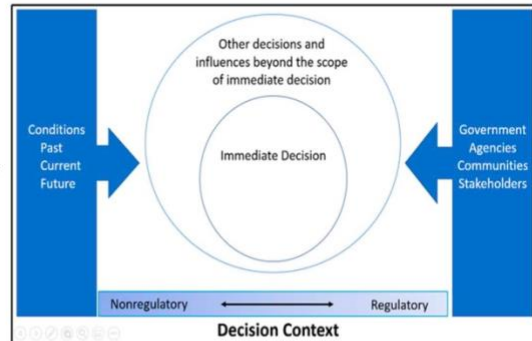 Other decisions and
influences beyond the scope
of immediate decision
Immediate Decision
Conditions
Past
Current
Future
Government
Agencies
Communities
Stakeholders
Nonregulatory
Regulatory
Decision Context